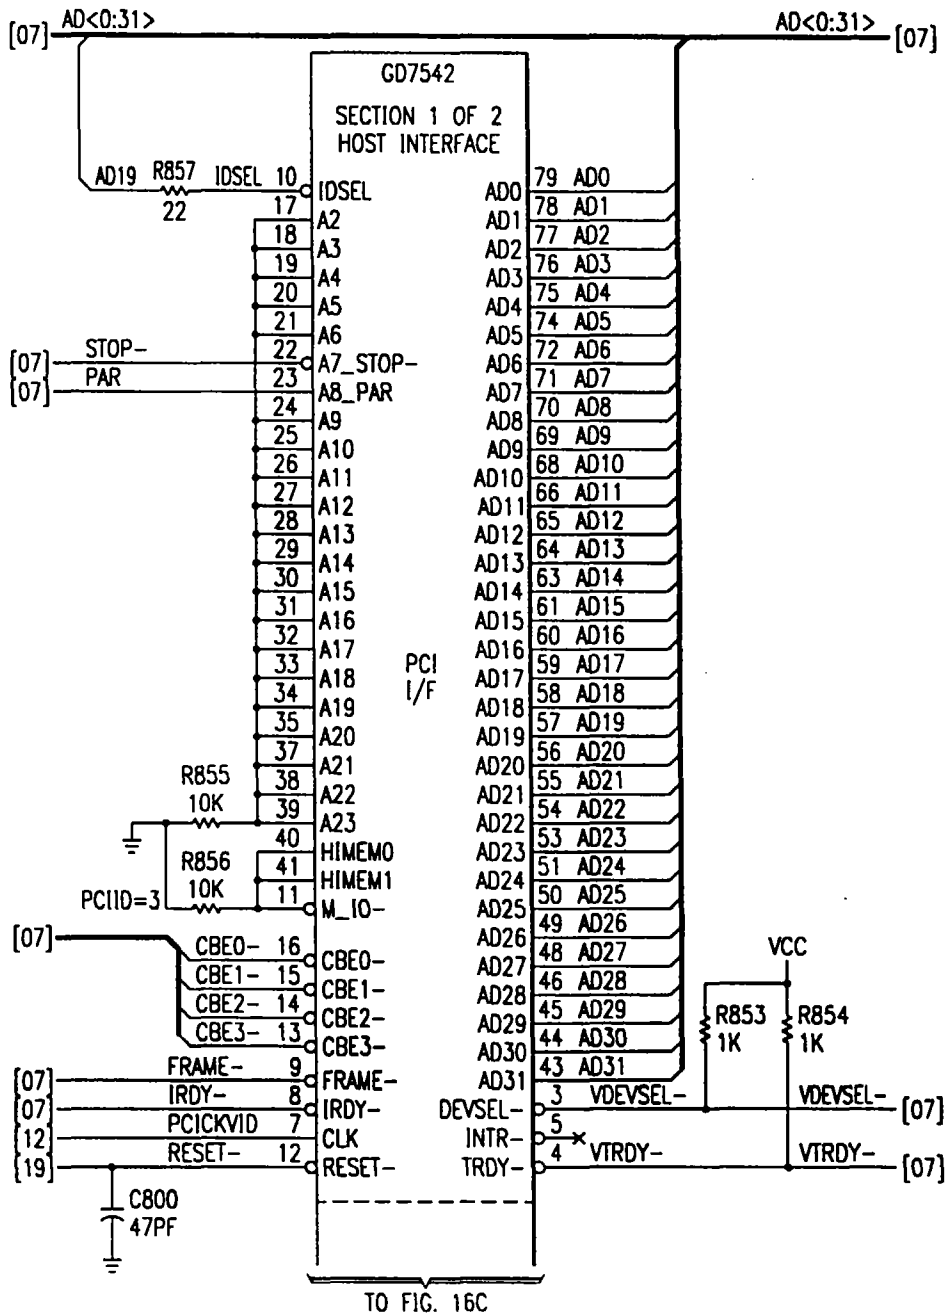 AD<0:31> AD<0:31>
[07] [07]
GD7542
SECTION 1 OF 2
HOST INTERFACE
AD19 R857 IDSEL 10 IDSEL AD0 79 AD0
22
17 A2 AD1 78 AD1
18 A3 AD2 77 AD2
19 A4 AD3 76 AD3
20 A5 AD4 75 AD4
21 A6 AD5 74 AD5
[07] STOP- 22 A7_STOP- AD6 72 AD6
[07] PAR 23 A8_PAR AD7 71 AD7
24 A9 AD8 70 AD8
25 A10 AD9 69 AD9
26 A11 AD10 68 AD10
27 A12 AD11 66 AD11
28 A13 AD12 65 AD12
29 A14 AD13 64 AD13
30 A15 AD14 63 AD14
31 A16 AD15 61 AD15
32 A17 AD16 60 AD16
33 A18 PCI AD17 59 AD17
34 A19 I/F AD18 58 AD18
35 A20 AD19 57 AD19
37 A21 AD20 56 AD20
R855 38 A22 AD21 55 AD21
10K 39 A23 AD22 54 AD22
40 HIMEM0 AD23 53 AD23
R856 41 HIMEM1 AD24 51 AD24
PCIID=3 10K 11 M_IO- AD25 50 AD25
[07] AD26 49 AD26
CBE0- 16 CBE0- AD27 48 AD27 VCC
CBE1- 15 CBE1- AD28 46 AD28
CBE2- 14 CBE2- AD29 45 AD29 R853 R854
CBE3- 13 CBE3- AD30 44 AD30 1K 1K
[07] FRAME- 9 FRAME- AD31 43 AD31
[07] IRDY- 8 IRDY- DEVSEL- 3 VDEVSEL- VDEVSEL- [07]
[12] PCICKVID 7 CLK INTR- 5
[19] RESET- 12 RESET- TRDY- 4 VTRDY- VTRDY- [07]
C800
47PF
TO FIG. 16C